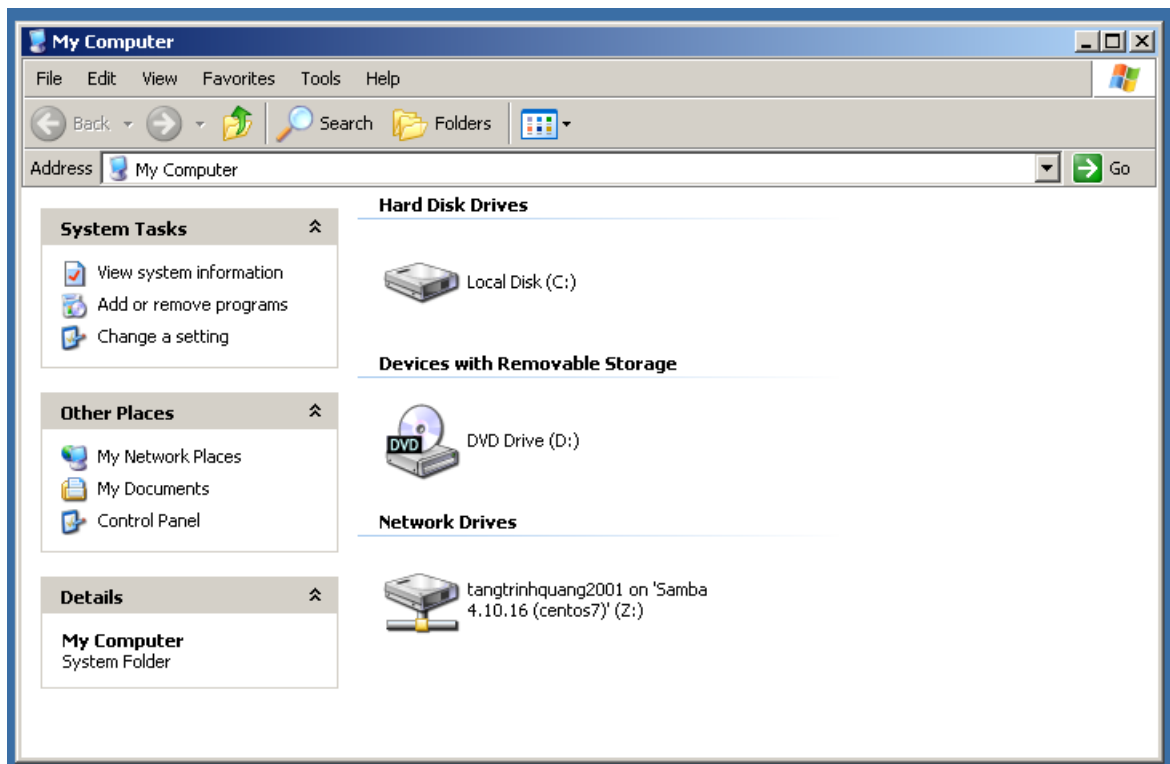 My Computer
File Edit View Favorites Tools Help
Back Search Folders
Address My Computer Go
System Tasks
View system information
Add or remove programs
Change a setting
Other Places
My Network Places
My Documents
Control Panel
Details
My Computer
System Folder
Hard Disk Drives
Local Disk (C:)
Devices with Removable Storage
DVD
DVD Drive (D:)
Network Drives
tangtrinhquang2001 on 'Samba
4.10.16 (centos7)' (Z:)